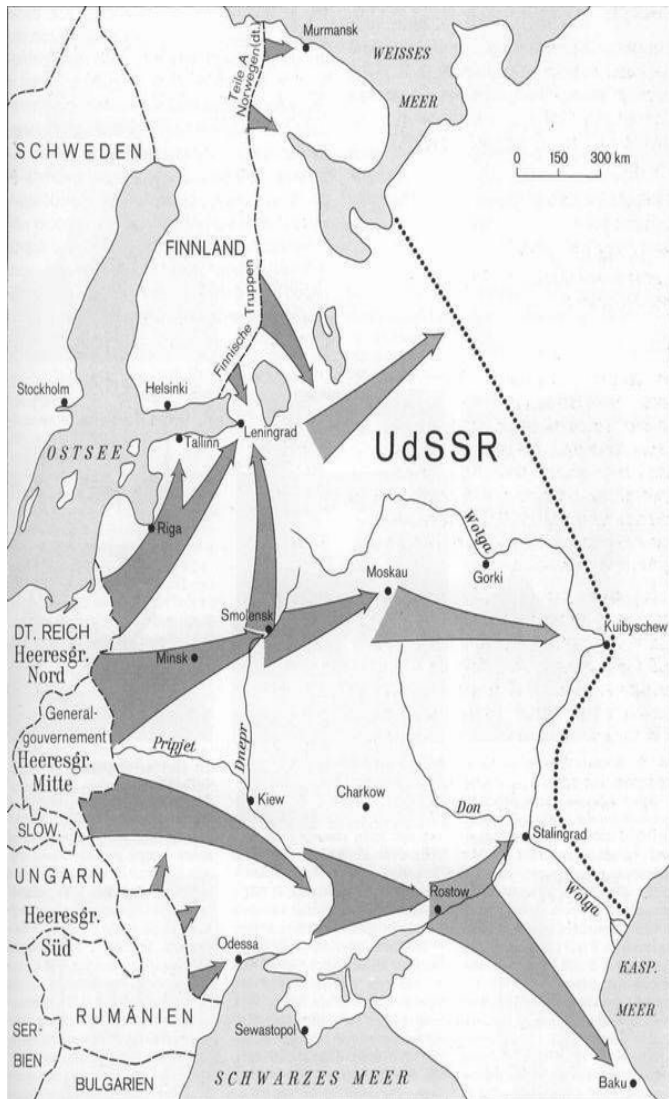 Murmansk
WEISSES
MEER
Teile A.
Norwegen(dt.
SCHWEDEN
0 150 300 km
FINNLAND
Finnische Truppen
Stockholm
Helsinki
Leningrad
Tallinn
OSTSEE
UdSSR
Riga
Wolga
Gorki
Moskau
Smolensk
Kuibyschew
DT. REICH
Heeresgr.
Nord
Minsk
General-
gouvernement
Heeresgr.
Mitte
Pripjet
Dnepr
Kiew
Charkow
Don
SLOW.
Stalingrad
UNGARN
Heeresgr.
Süd
Wolga
Rostow
Odessa
KASP.
MEER
RUMÄNIEN
SER-
BIEN
Sewastopol
BULGARIEN
SCHWARZES MEER
Baku